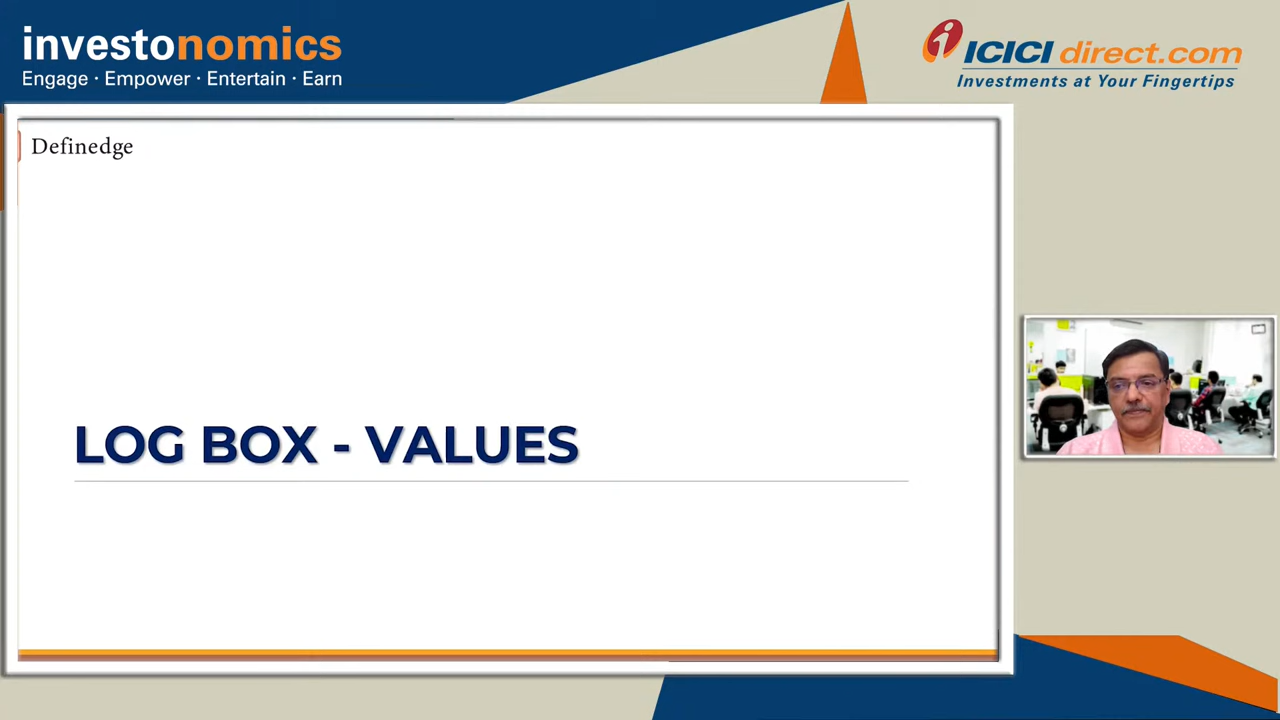 investonomics
Engage · Empower · Entertain · Earn
ICICI direct.com
Investments at Your Fingertips
Definedge
LOG BOX - VALUES